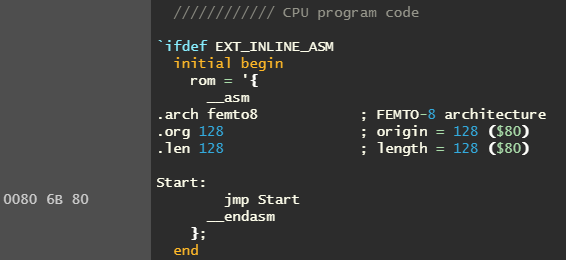 //////////// CPU program code
`ifdef EXT_INLINE_ASM
initial begin
rom = '{
__asm
.arch femto8 ; FEMTO-8 architecture
.org 128 ; origin = 128 ($80)
.len 128 ; length = 128 ($80)
Start:
0080 6B 80 jmp Start
__endasm
};
end